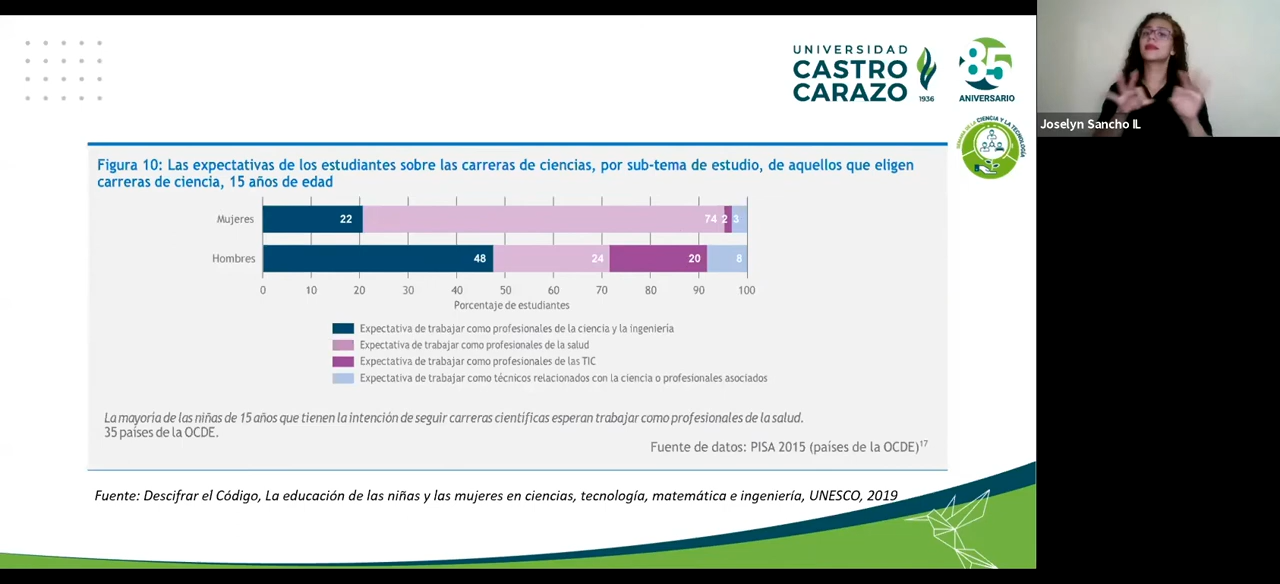 UNIVERSIDAD
CASTRO
CARAZO
1936
85
ANIVERSARIO
Joselyn Sancho IL
SEMANA DE LA CIENCIA Y LA TECNOLOGÍA
Figura 10: Las expectativas de los estudiantes sobre las carreras de ciencias, por sub-tema de estudio, de aquellos que eligen
carreras de ciencia, 15 años de edad
Mujeres 22 74 2 3
Hombres 48 24 20 8
0 10 20 30 40 50 60 70 80 90 100
Porcentaje de estudiantes
Expectativa de trabajar como profesionales de la ciencia y la ingeniería
Expectativa de trabajar como profesionales de la salud
Expectativa de trabajar como profesionales de las TIC
Expectativa de trabajar como técnicos relacionados con la ciencia o profesionales asociados
La mayoría de las niñas de 15 años que tienen la intención de seguir carreras científicas esperan trabajar como profesionales de la salud.
35 países de la OCDE.
Fuente de datos: PISA 2015 (países de la OCDE)17
Fuente: Descifrar el Código, La educación de las niñas y las mujeres en ciencias, tecnología, matemática e ingeniería, UNESCO, 2019